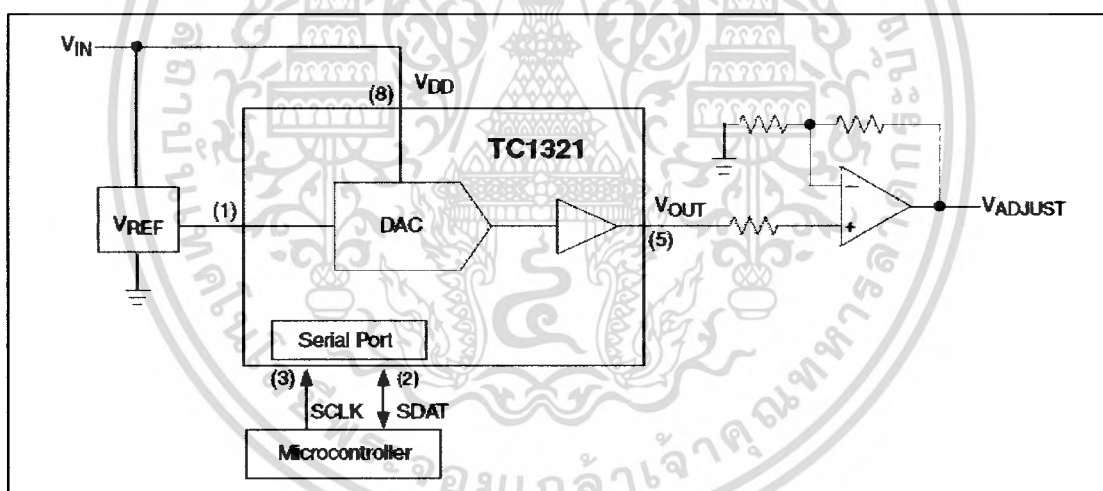 VIN
VDD
(8)
TC1321
VREF
(1)
DAC
VOUT
(5)
VADJUST
−
+
Serial Port
(3)
(2)
SCLK
SDAT
Microcontroller